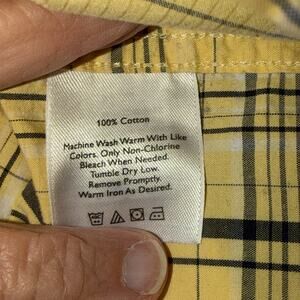 100% Cotton
Machine Wash Warm With Like
Colors. Only Non-Chlorine
Bleach When Needed.
Tumble Dry Low.
Remove Promptly.
Warm Iron As Desired.